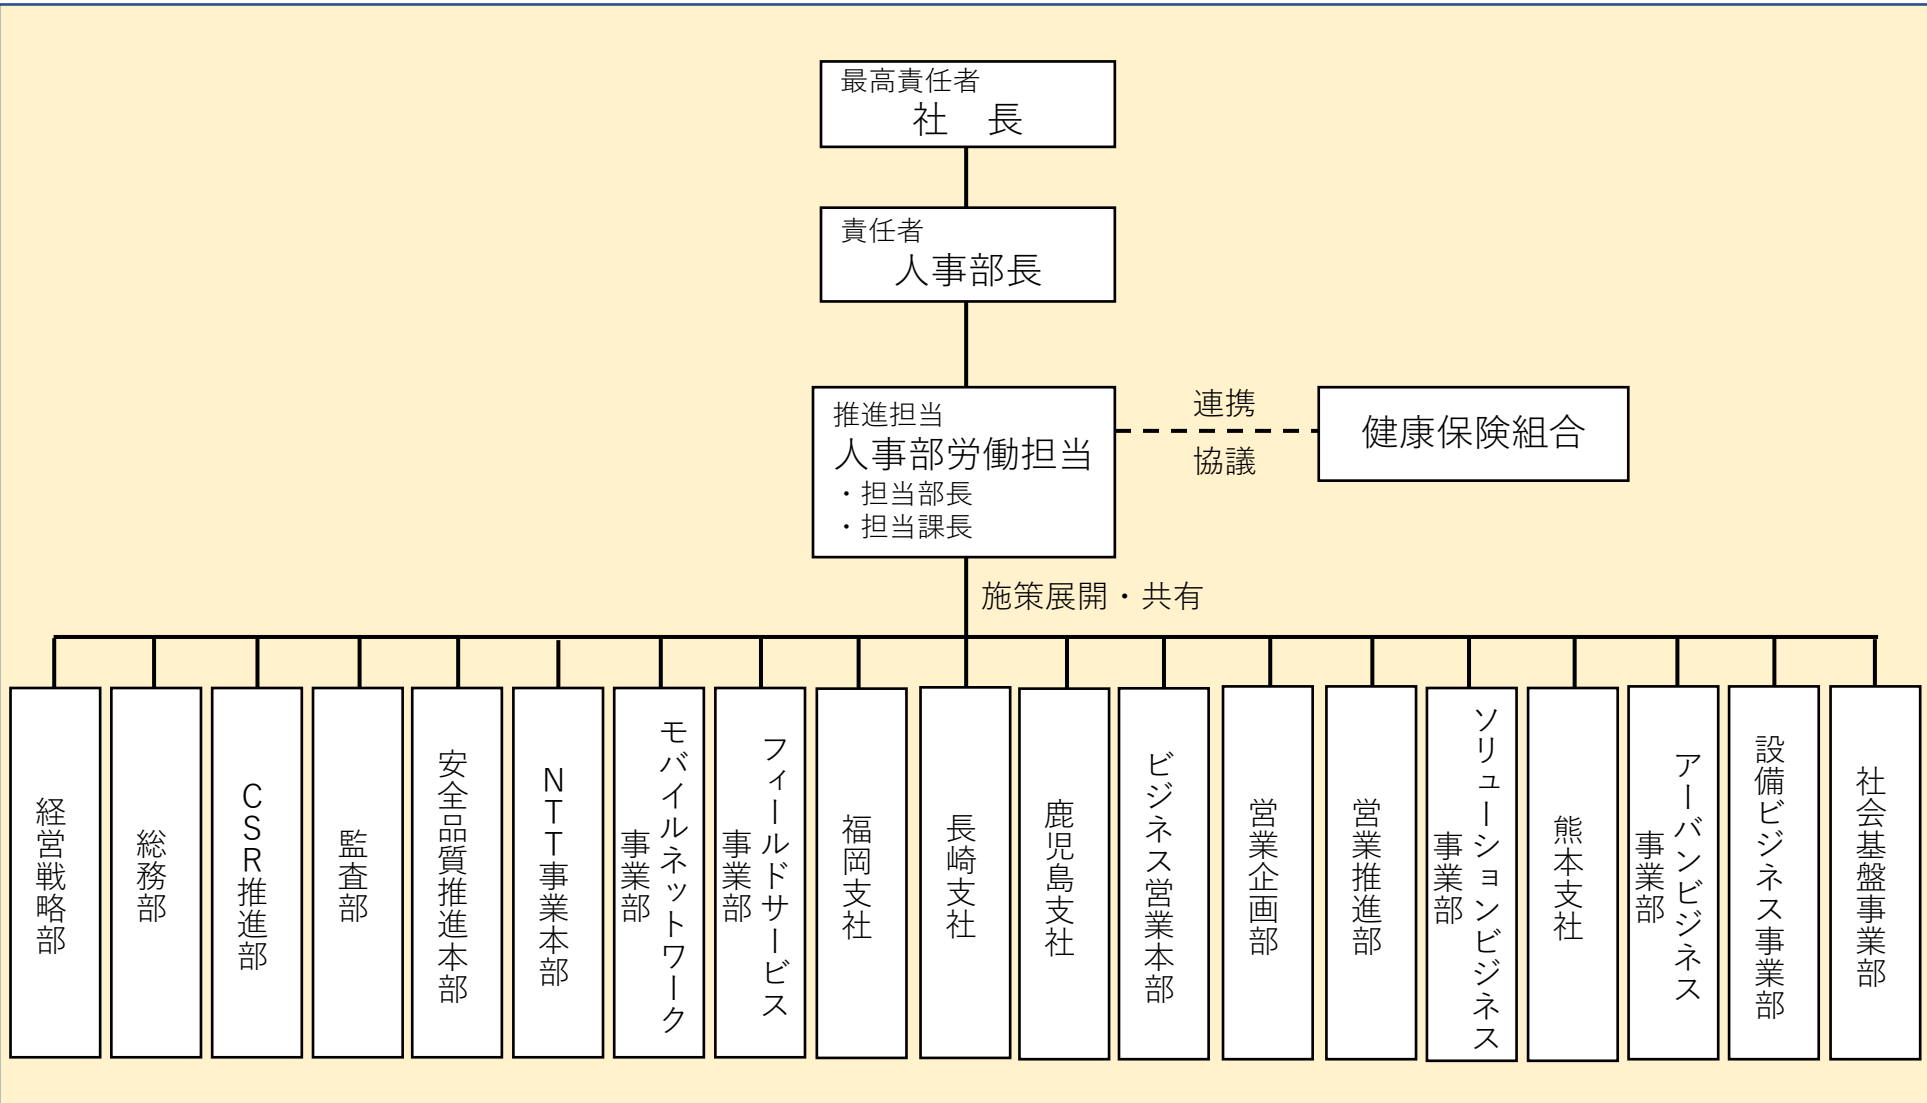 最高責任者
社　長
責任者
人事部長
推進担当
人事部労働担当
・担当部長
・担当課長
連携
協議
健康保険組合
施策展開・共有
経営戦略部
総務部
CSR推進部
監査部
安全品質推進本部
NTT事業本部
モバイルネットワーク
事業部
フィールドサービス
事業部
福岡支社
長崎支社
鹿児島支社
ビジネス営業本部
営業企画部
営業推進部
ソリューションビジネス
事業部
熊本支社
アーバンビジネス
事業部
設備ビジネス事業部
社会基盤事業部